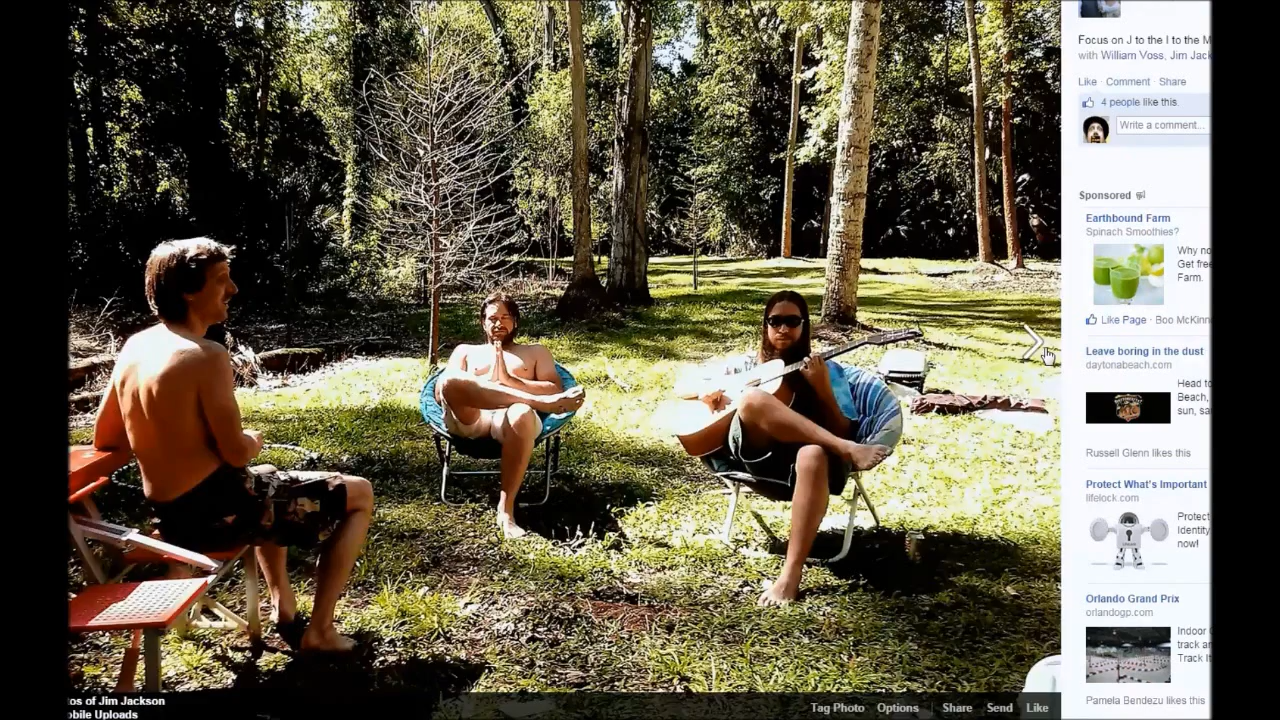 Focus on J to the I to the M
with William Voss, Jim Jack
Like · Comment · Share
4 people like this.
Write a comment...
Sponsored
Earthbound Farm
Spinach Smoothies?
Why no
Get free
Farm.
Like Page · Boo McKinn
Leave boring in the dust
daytonabeach.com
Head to
Beach,
sun, sa
Russell Glenn likes this
Protect What's Important
lifelock.com
Protect
Identity
now!
Orlando Grand Prix
orlandogp.com
Indoor
track an
Track It
Pamela Bendezu likes this
tos of Jim Jackson
obile Uploads
Tag Photo Options Share Send Like